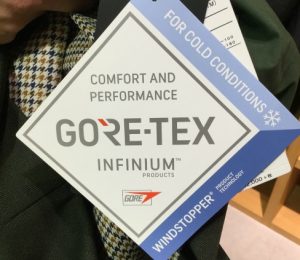 COMFORT AND
PERFORMANCE
GORE-TEX
INFINIUM™
PRODUCTS
GORE
FOR COLD CONDITIONS
WINDSTOPPER® PRODUCT
TECHNOLOGY